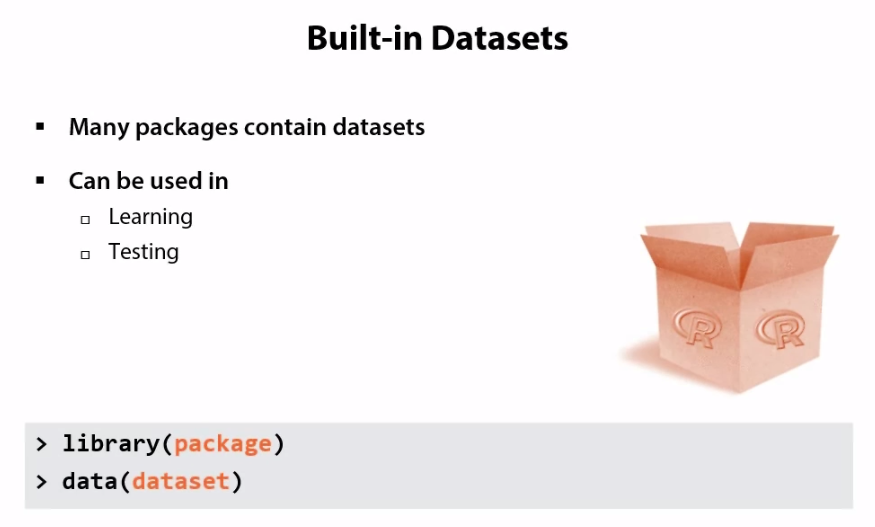 Built-in Datasets
▪ Many packages contain datasets
▪ Can be used in
▫ Learning
▫ Testing
R R
> library(package)
> data(dataset)